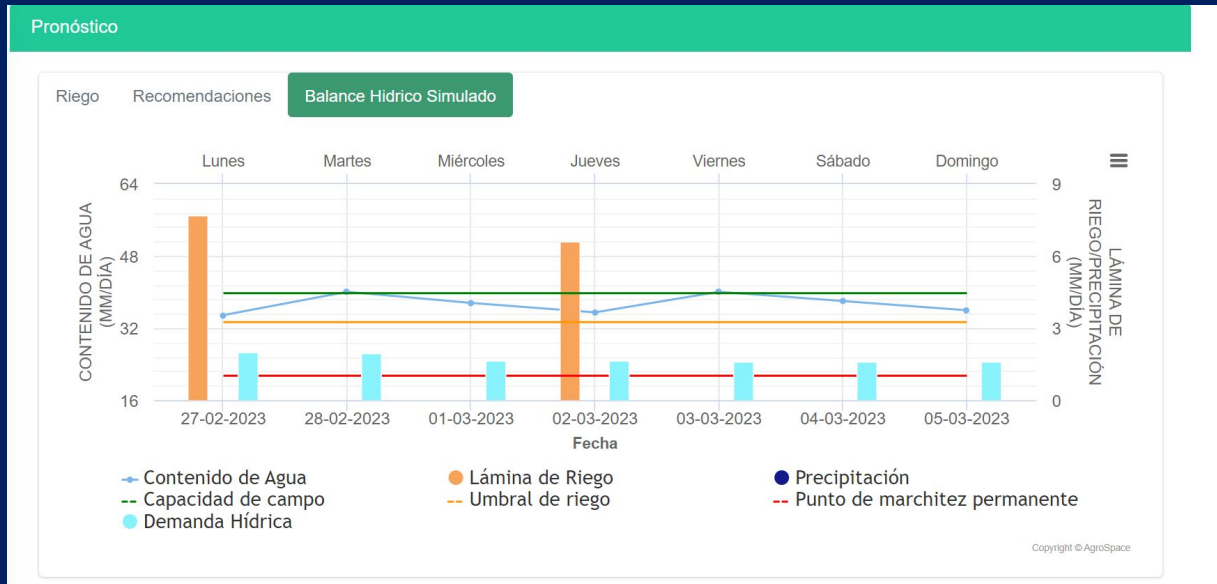 Pronóstico
Riego Recomendaciones Balance Hidrico Simulado
Lunes Martes Miércoles Jueves Viernes Sábado Domingo
64
48
32
16
CONTENIDO DE AGUA
(MM/DÍA)
9
6
3
0
LÁMINA DE
RIEGO/PRECIPITACIÓN
(MM/DÍA)
27-02-2023 28-02-2023 01-03-2023 02-03-2023 03-03-2023 04-03-2023 05-03-2023
Fecha
Contenido de Agua Lámina de Riego Precipitación
Capacidad de campo Umbral de riego Punto de marchitez permanente
Demanda Hídrica
Copyright © AgroSpace